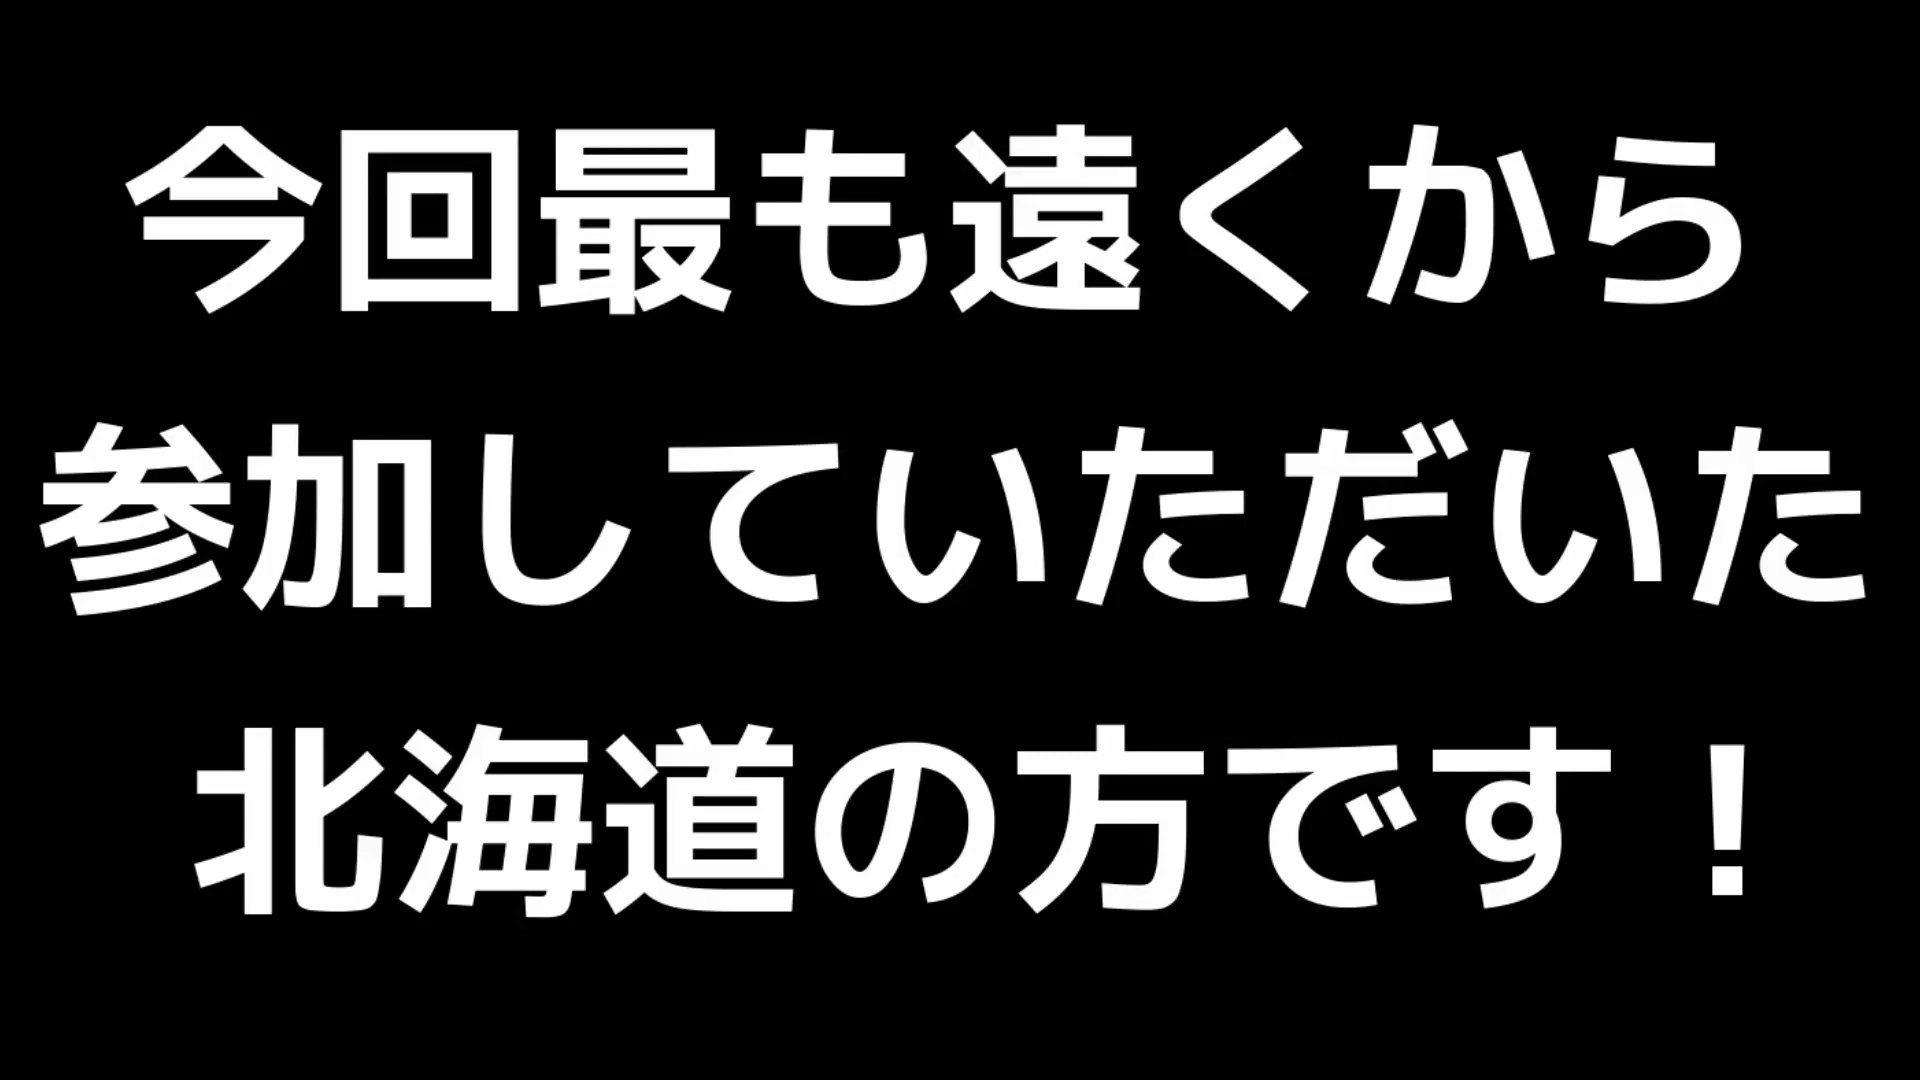 今回最も遠くから
参加していただいた
北海道の方です！